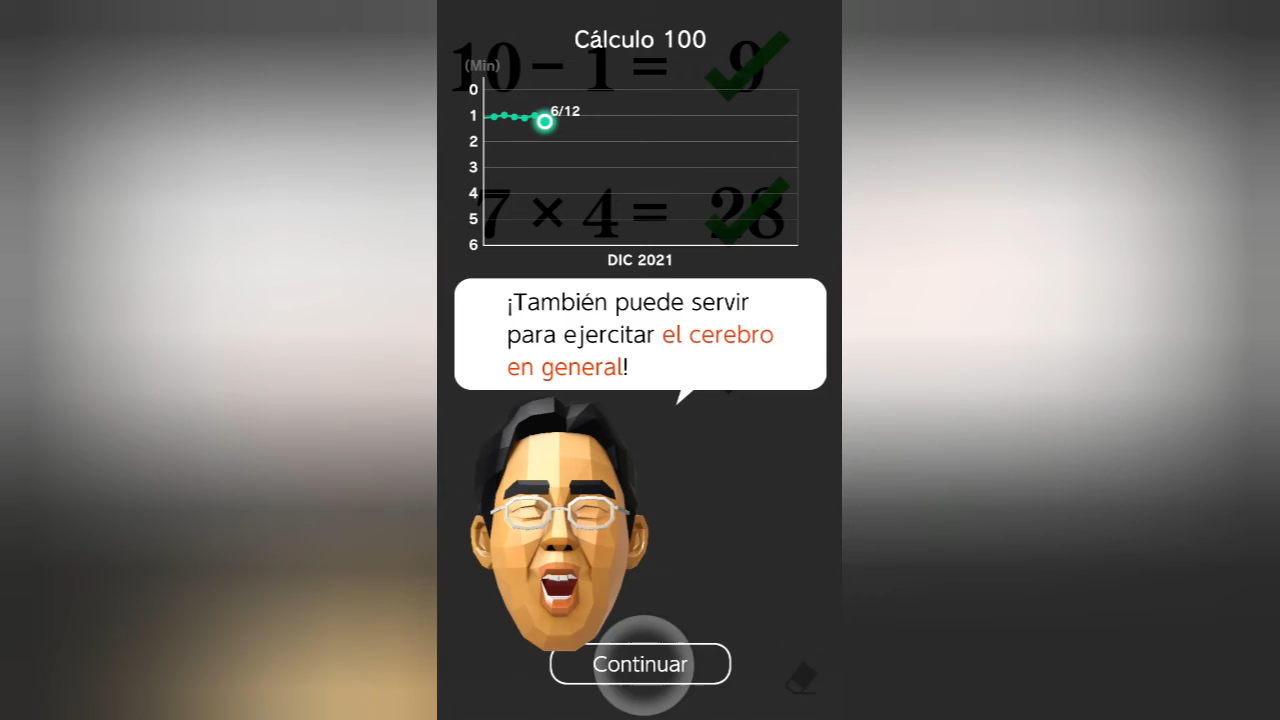 Cálculo 100
10 − 1 = 9
(Min)
0
1
6/12
2
3
4
7 × 4 = 28
5
6
DIC 2021
¡También puede servir
para ejercitar el cerebro
en general!
Continuar